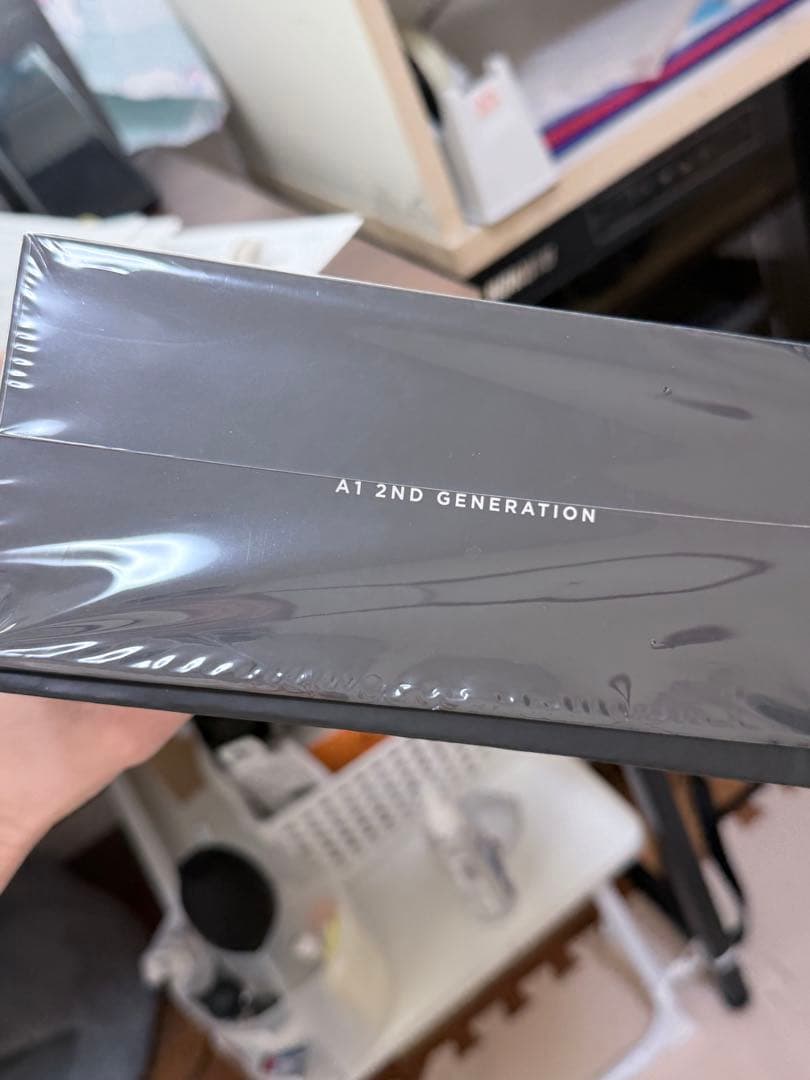 A1 2ND GENERATION